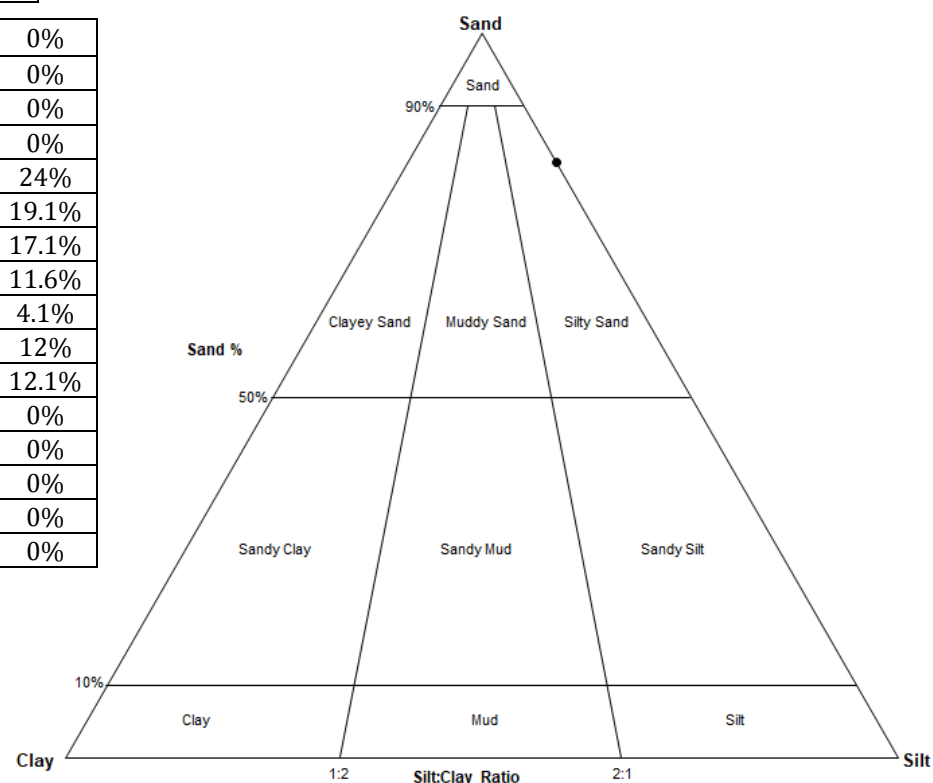 0%
0%
0%
0%
24%
19.1%
17.1%
11.6%
4.1%
12%
12.1%
0%
0%
0%
0%
0%
Sand
Sand
90%
Clayey Sand
Muddy Sand
Silty Sand
Sand %
50%
Sandy Clay
Sandy Mud
Sandy Silt
10%
Clay
Mud
Silt
Clay
Silt
1:2
Silt:Clay Ratio
2:1